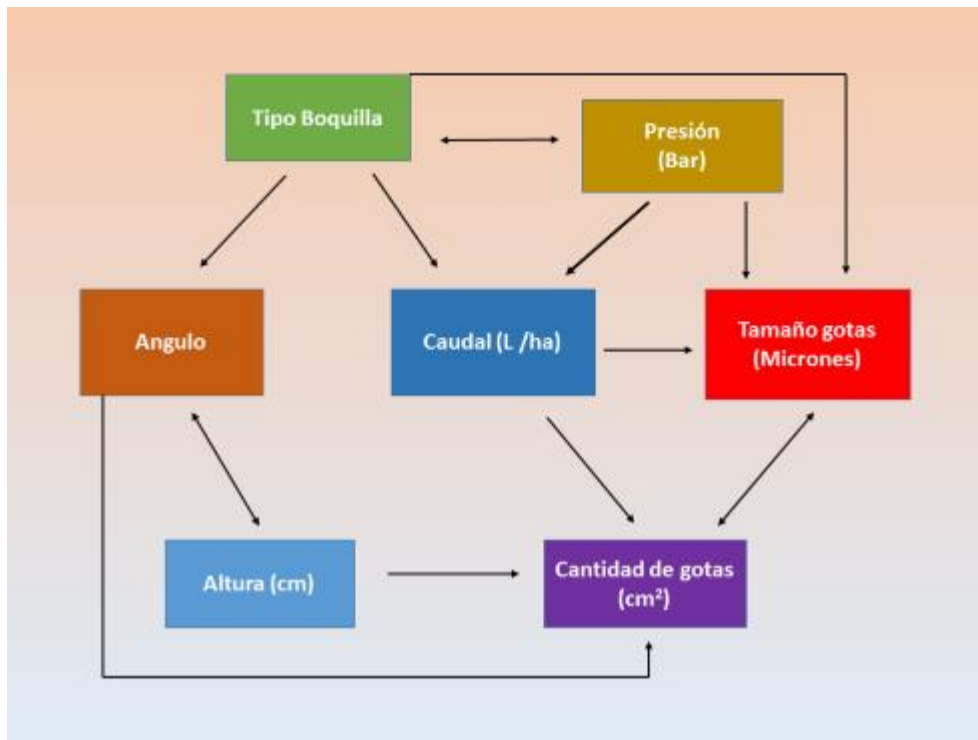 Tipo Boquilla
Presión
(Bar)
Angulo
Caudal (L /ha)
Tamaño gotas
(Micrones)
Altura (cm)
Cantidad de gotas
(cm²)